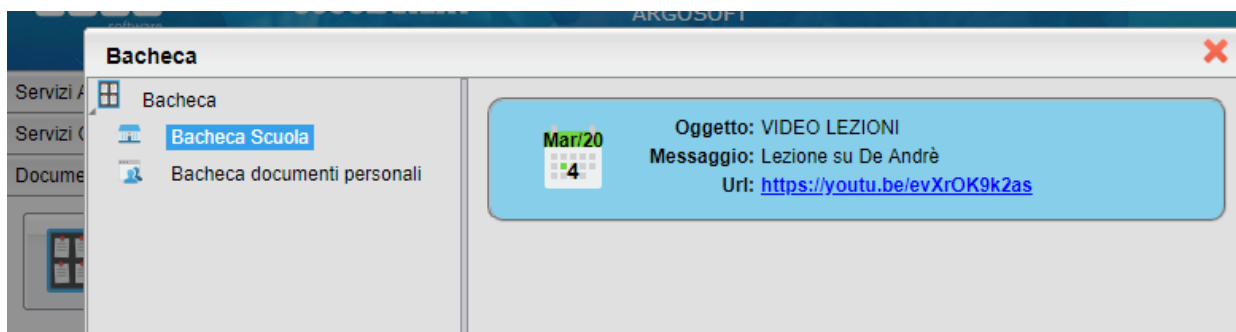 software
ARGOSOFT
Bacheca
Servizi
Servizi
Docume
Bacheca
Bacheca Scuola
Bacheca documenti personali
Mar/20
4
Oggetto: VIDEO LEZIONI
Messaggio: Lezione su De Andrè
Url: https://youtu.be/evXrOK9k2as